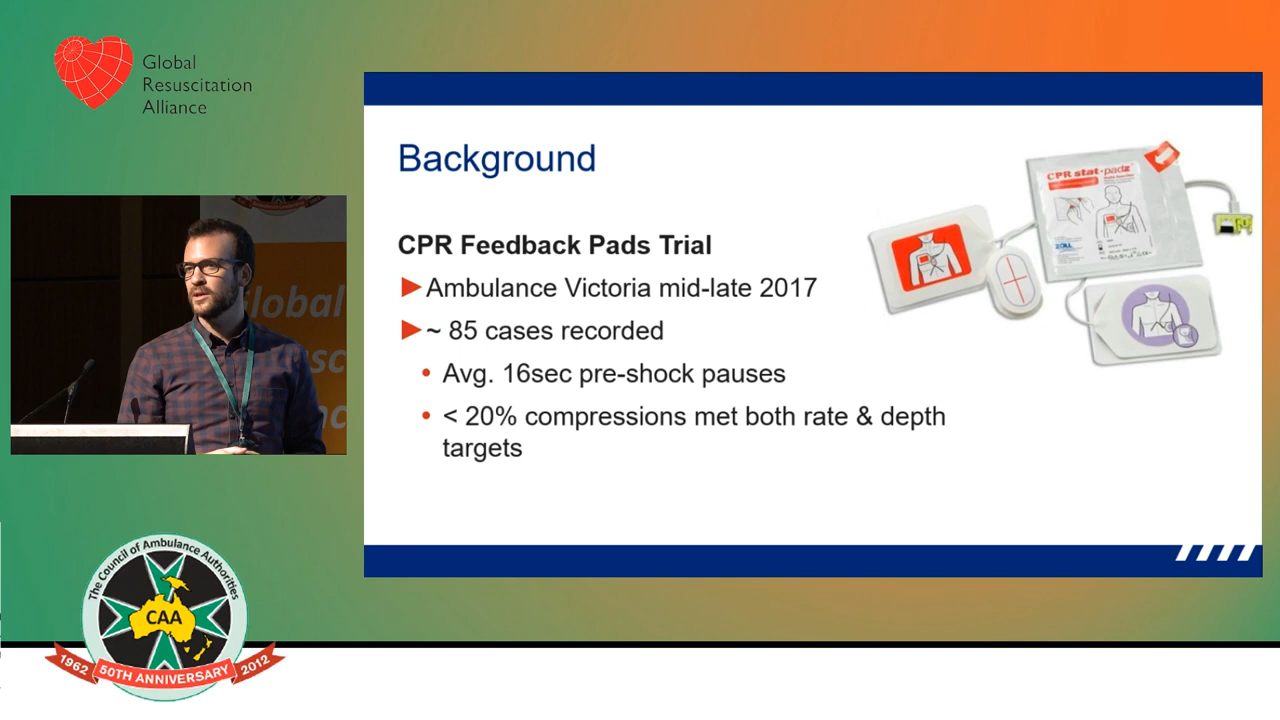 Global
Resuscitation
Alliance
Background
CPR Feedback Pads Trial
Ambulance Victoria mid-late 2017
~ 85 cases recorded
Avg. 16sec pre-shock pauses
< 20% compressions met both rate & depth
targets
CPR stat-padz
ZOLL
lobal
The Council of Ambulance Authorities
CAA
1962 50TH ANNIVERSARY 2012